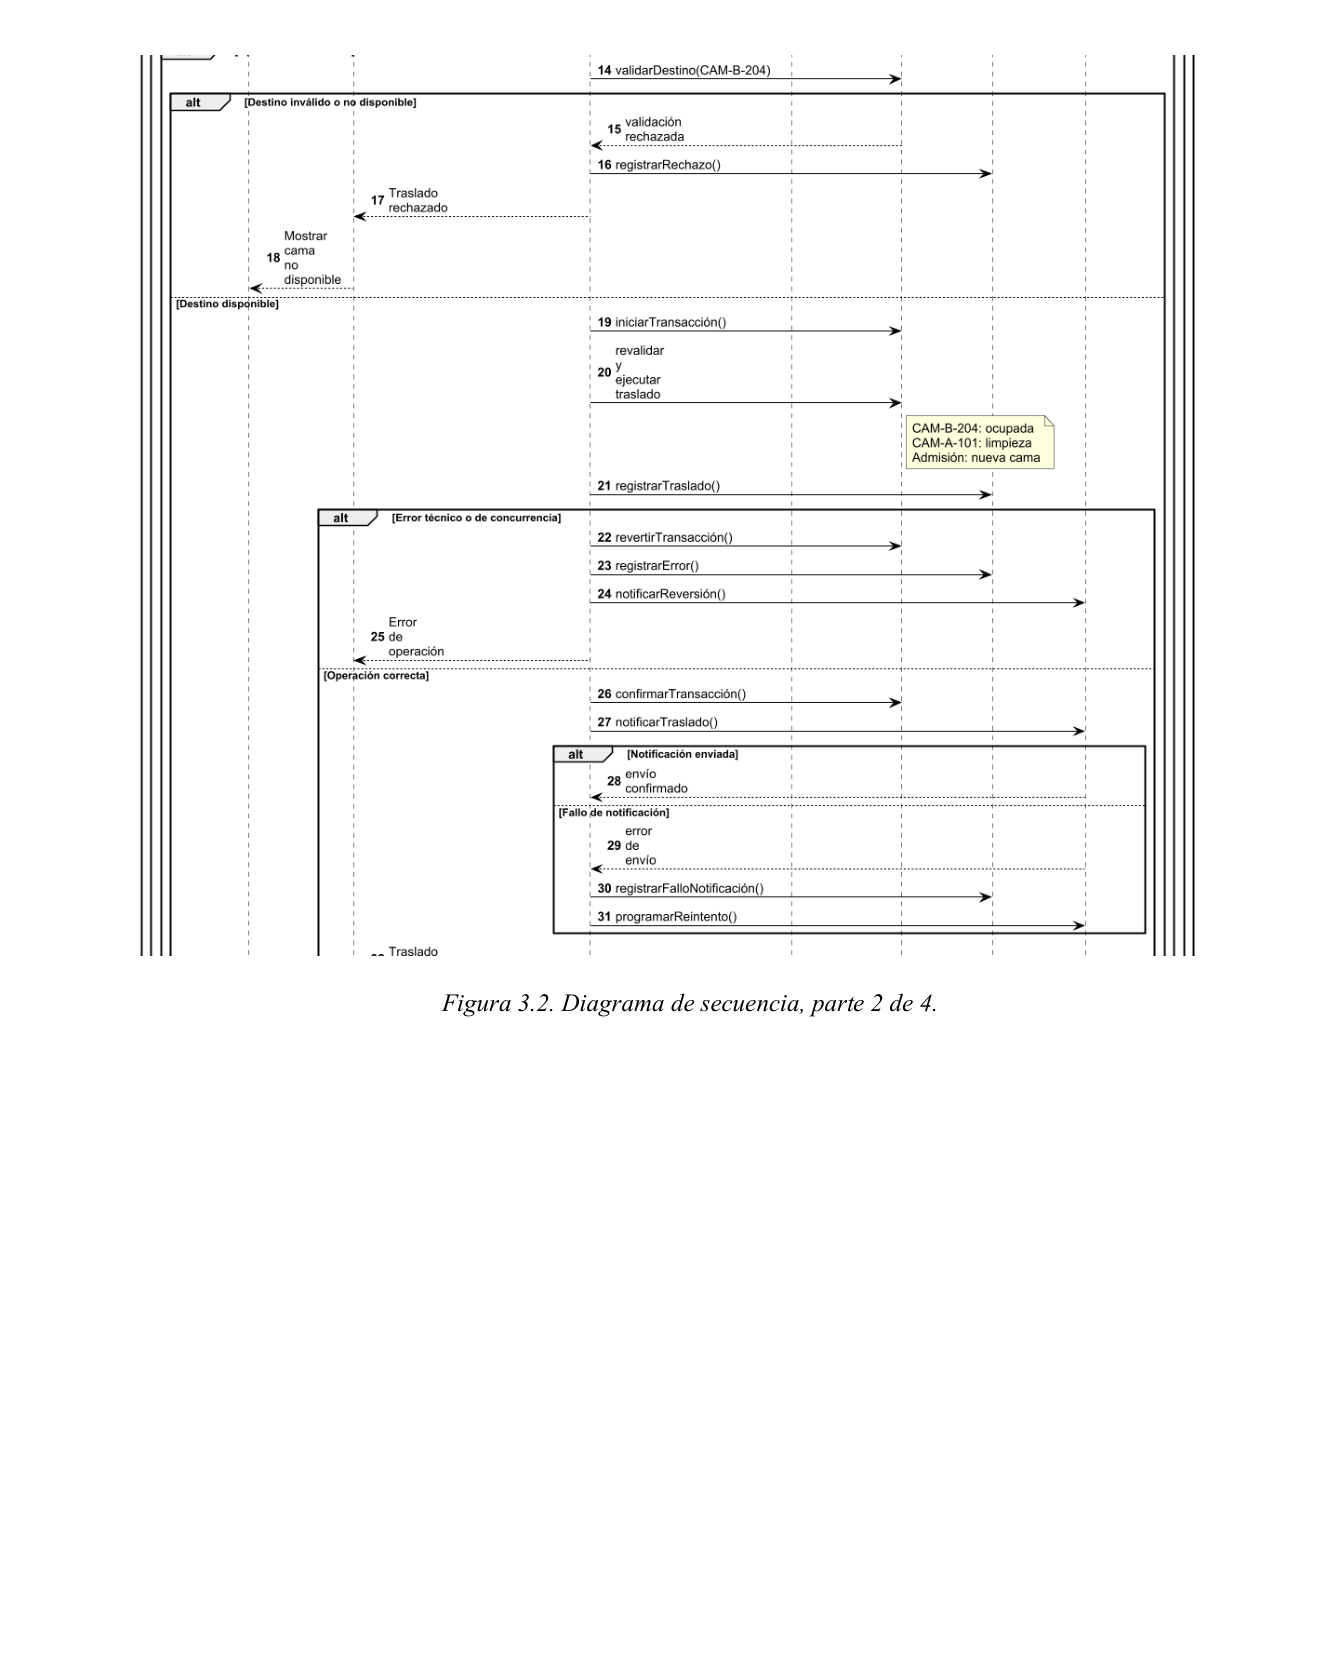 14 validarDestino(CAM-B-204)
alt [Destino inválido o no disponible]
validación
15
rechazada
16 registrarRechazo()
Traslado
17
rechazado
Mostrar
cama
18
no
disponible
[Destino disponible]
19 iniciarTransacción()
revalidar
y
20
ejecutar
traslado
CAM-B-204: ocupada
CAM-A-101: limpieza
Admisión: nueva cama
21 registrarTraslado()
alt [Error técnico o de concurrencia]
22 revertirTransacción()
23 registrarError()
24 notificarReversión()
Error
25 de
operación
[Operación correcta]
26 confirmarTransacción()
27 notificarTraslado()
alt [Notificación enviada]
envío
28
confirmado
[Fallo de notificación]
error
29 de
envío
30 registrarFalloNotificación()
31 programarReintento()
Traslado
Figura 3.2. Diagrama de secuencia, parte 2 de 4.